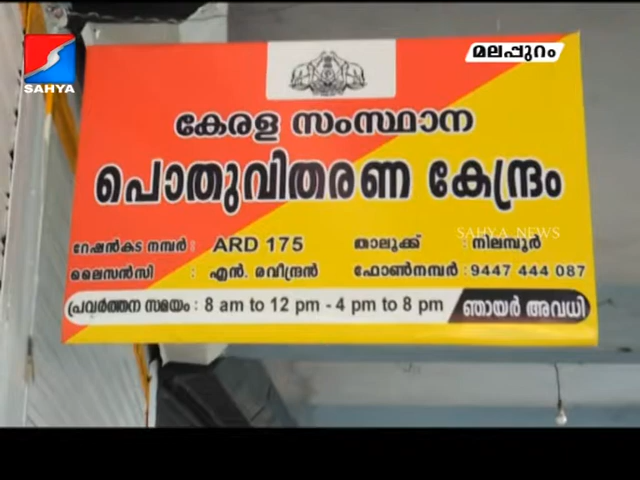 SAHYA
മലപ്പുറം
കേരള സംസ്ഥാന
പൊതുവിതരണ കേന്ദ്രം
SAHYA NEWS
റേഷൻകട നമ്പർ : ARD 175 താലൂക്ക് : നിലമ്പൂർ
ലൈസൻസി : എൻ. രവീന്ദ്രൻ ഫോൺനമ്പർ : 9447 444 087
പ്രവർത്തന സമയം : 8 am to 12 pm - 4 pm to 8 pm ഞായർ അവധി